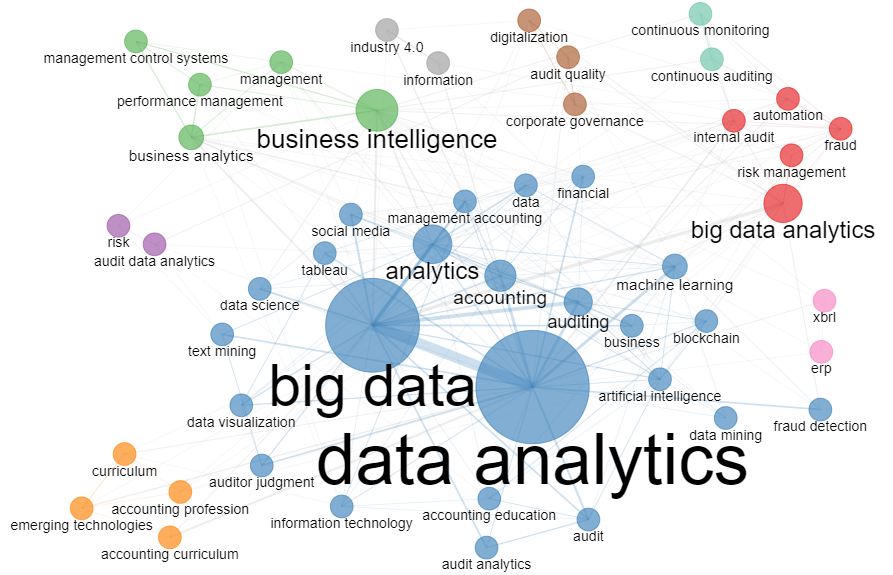 continuous monitoring
digitalization
industry 4.0
management control systems
audit quality
continuous auditing
management
information
performance management
automation
corporate governance
internal audit
business intelligence
fraud
business analytics
risk management
financial
data
management accounting
social media
big data analytics
risk
audit data analytics
tableau
analytics
machine learning
accounting
data science
xbrl
auditing
business
blockchain
text mining
erp
big data
artificial intelligence
data visualization
fraud detection
data mining
data analytics
curriculum
auditor judgment
accounting profession
accounting education
emerging technologies
information technology
audit
accounting curriculum
audit analytics